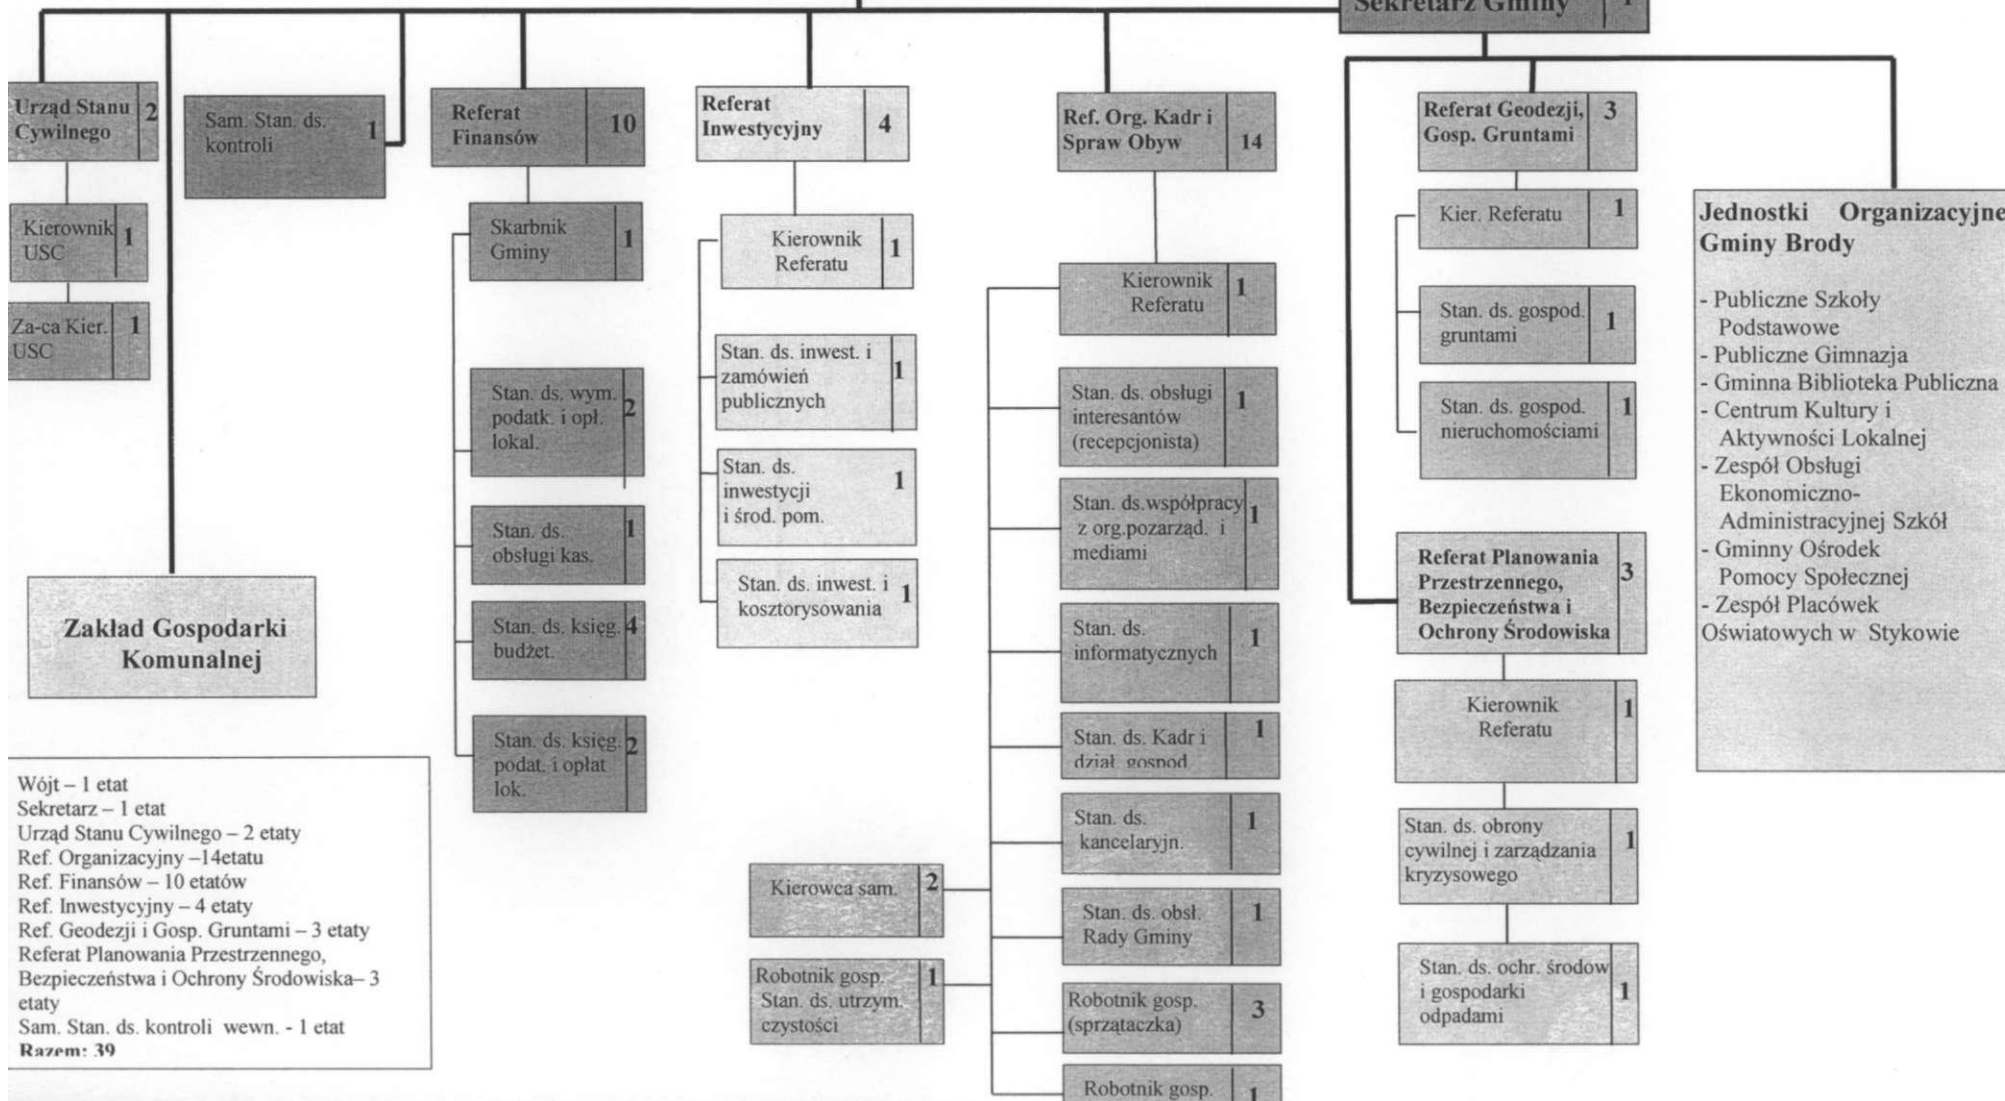 Sekretarz Gminy 1
Urząd Stanu 2
Cywilnego
Kierownik 1
USC
Za-ca Kier. 1
USC
Sam. Stan. ds. 1
kontroli
Zakład Gospodarki
Komunalnej
Referat 10
Finansów
Skarbnik 1
Gminy
Stan. ds. wym. 2
podatk. i opł.
lokal.
Stan. ds. 1
obsługi kas.
Stan. ds. księg. 4
budżet.
Stan. ds. księg. 2
podat. i opłat
lok.
Referat 4
Inwestycyjny
Kierownik 1
Referatu
Stan. ds. inwest. i 1
zamówień
publicznych
Stan. ds. 1
inwestycji
i środ. pom.
Stan. ds. inwest. i 1
kosztorysowania
Ref. Org. Kadr i
Spraw Obyw 14
Kierownik 1
Referatu
Stan. ds. obsługi 1
interesantów
(recepcjonista)
Stan. ds.współpracy 1
z org.pozarząd. i
mediami
Stan. ds. 1
informatycznych
Stan. ds. Kadr i 1
dział. gospod
Stan. ds. 1
kancelaryjn.
Stan. ds. obsł. 1
Rady Gminy
Robotnik gosp. 3
(sprzątaczka)
Robotnik gosp. 1
Kierowca sam. 2
Robotnik gosp. 1
Stan. ds. utrzym.
czystości
Referat Geodezji, 3
Gosp. Gruntami
Kier. Referatu 1
Stan. ds. gospod. 1
gruntami
Stan. ds. gospod. 1
nieruchomościami
Referat Planowania 3
Przestrzennego,
Bezpieczeństwa i
Ochrony Środowiska
Kierownik 1
Referatu
Stan. ds. obrony 1
cywilnej i zarządzania
kryzysowego
Stan. ds. ochr. środow 1
i gospodarki
odpadami
Jednostki Organizacyjne
Gminy Brody
- Publiczne Szkoły
Podstawowe
- Publiczne Gimnazja
- Gminna Biblioteka Publiczna
- Centrum Kultury i
Aktywności Lokalnej
- Zespół Obsługi
Ekonomiczno-
Administracyjnej Szkół
- Gminny Ośrodek
Pomocy Społecznej
- Zespół Placówek
Oświatowych w Stykowie
Wójt – 1 etat
Sekretarz – 1 etat
Urząd Stanu Cywilnego – 2 etaty
Ref. Organizacyjny –14etatu
Ref. Finansów – 10 etatów
Ref. Inwestycyjny – 4 etaty
Ref. Geodezji i Gosp. Gruntami – 3 etaty
Referat Planowania Przestrzennego,
Bezpieczeństwa i Ochrony Środowiska– 3
etaty
Sam. Stan. ds. kontroli wewn. - 1 etat
Razem: 39